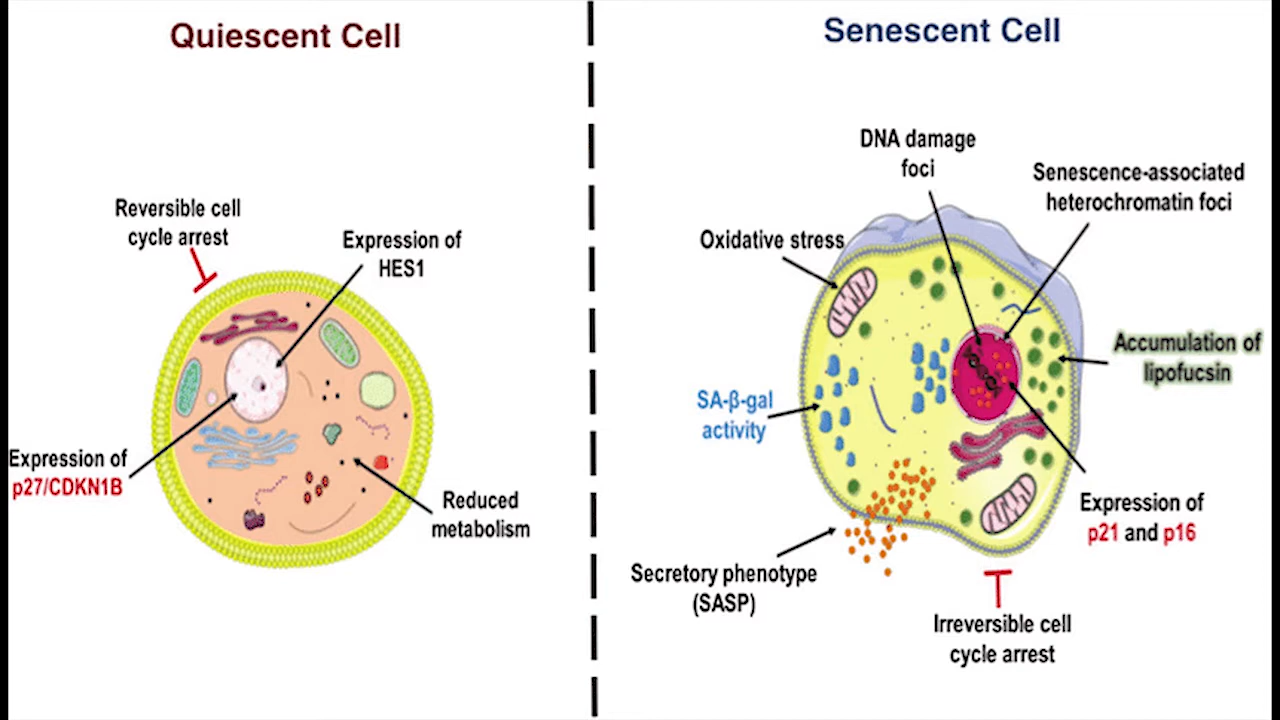 Quiescent Cell
Reversible cell
cycle arrest
Expression of
HES1
Expression of
p27/CDKN1B
Reduced
metabolism
Senescent Cell
DNA damage
foci
Senescence-associated
heterochromatin foci
Oxidative stress
Accumulation of
lipofucsin
SA-β-gal
activity
Expression of
p21 and p16
Secretory phenotype
(SASP)
Irreversible cell
cycle arrest